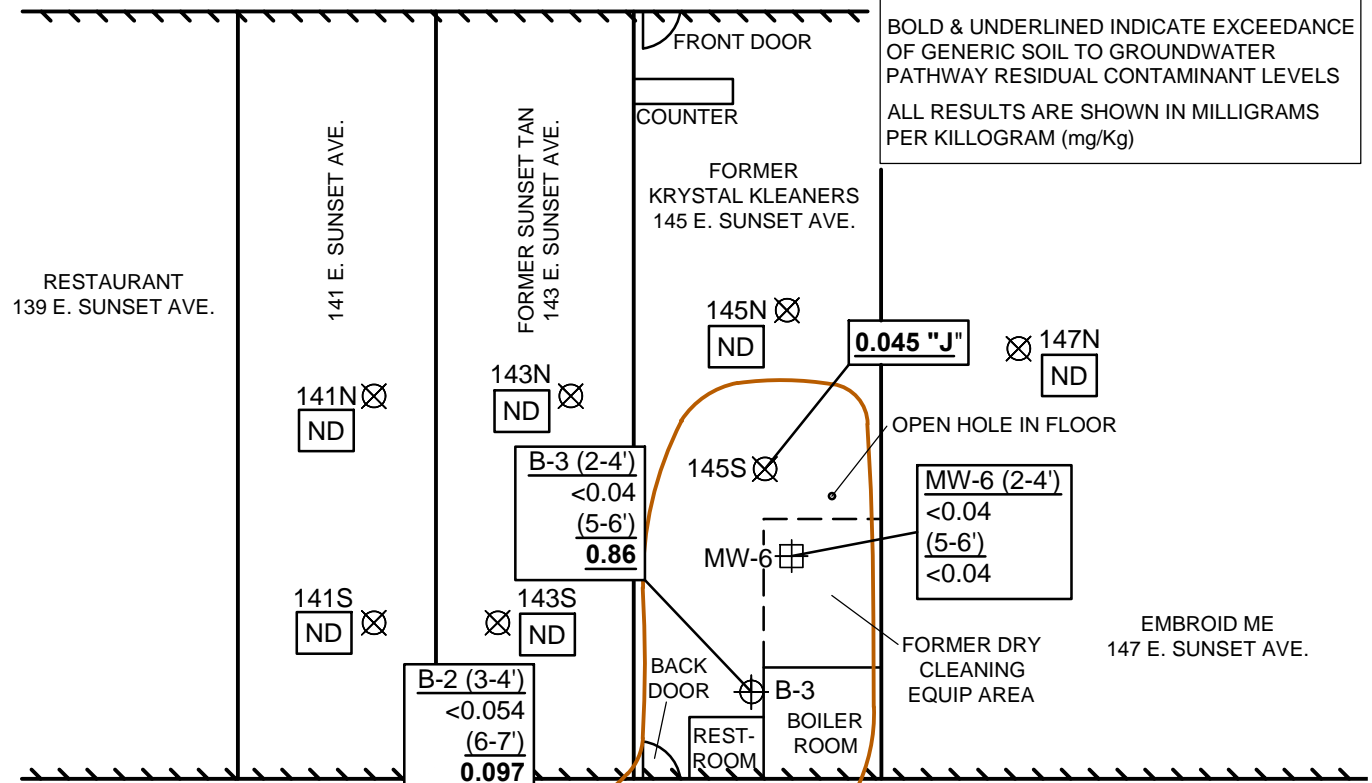 BOLD & UNDERLINED INDICATE EXCEEDANCE
OF GENERIC SOIL TO GROUNDWATER
PATHWAY RESIDUAL CONTAMINANT LEVELS
ALL RESULTS ARE SHOWN IN MILLIGRAMS
PER KILLOGRAM (mg/Kg)
FRONT DOOR
COUNTER
FORMER
KRYSTAL KLEANERS
145 E. SUNSET AVE.
RESTAURANT
139 E. SUNSET AVE.
141 E. SUNSET AVE.
FORMER SUNSET TAN
143 E. SUNSET AVE.
145N
ND
0.045 "J"
147N
ND
141N
ND
143N
ND
OPEN HOLE IN FLOOR
B-3 (2-4')
<0.04
(5-6')
0.86
145S
MW-6 (2-4')
<0.04
(5-6')
<0.04
MW-6
141S
ND
143S
ND
EMBROID ME
147 E. SUNSET AVE.
FORMER DRY
CLEANING
EQUIP AREA
B-2 (3-4')
<0.054
(6-7')
0.097
BACK
DOOR
B-3
REST-
ROOM
BOILER
ROOM